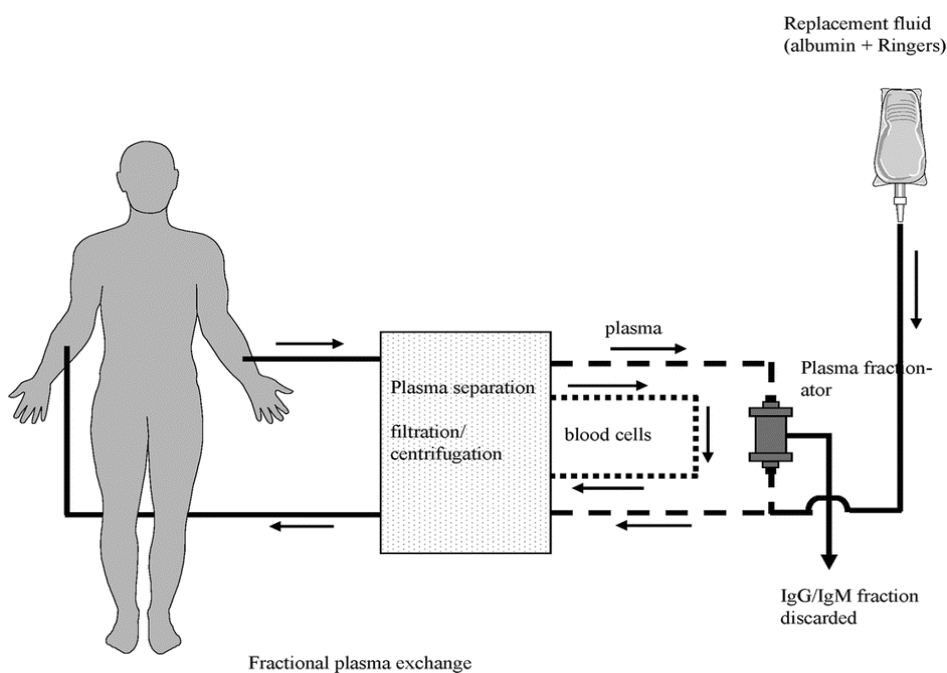 Replacement fluid
(albumin + Ringers)
plasma
Plasma fraction-
ator
Plasma separation
filtration/
centrifugation
blood cells
IgG/IgM fraction
discarded
Fractional plasma exchange